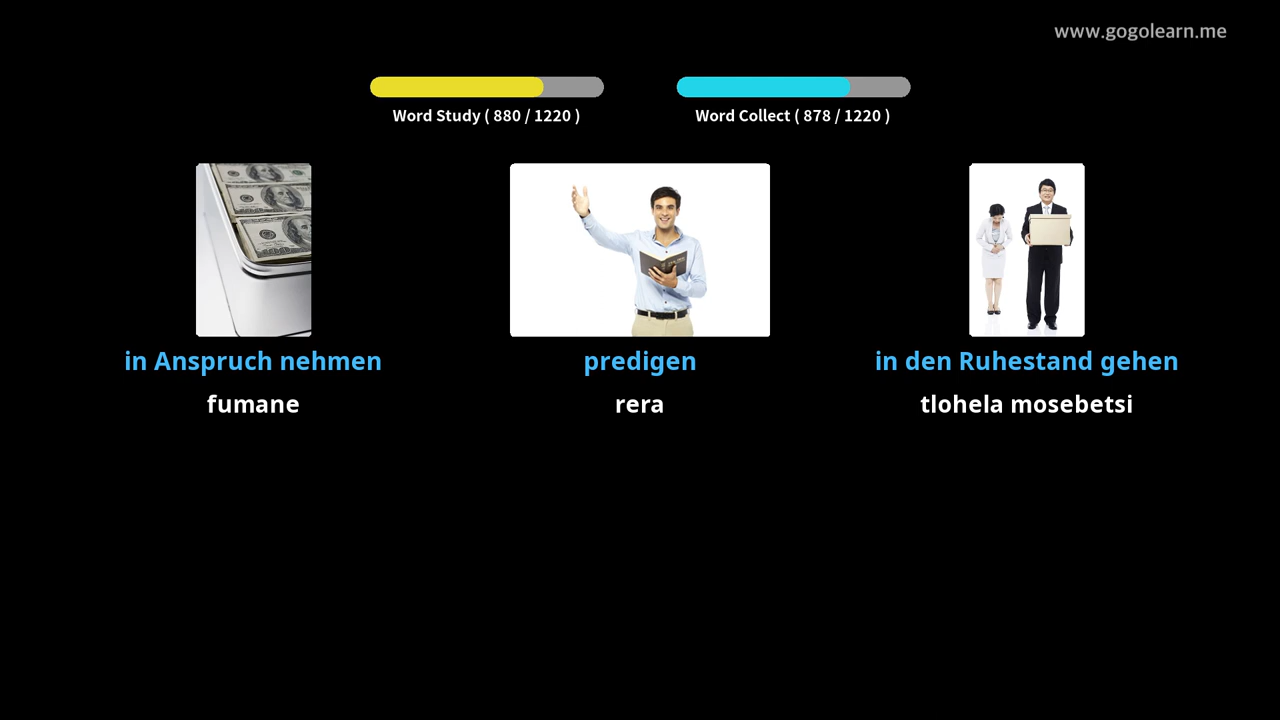 www.gogolearn.me
Word Study ( 880 / 1220 )
Word Collect ( 878 / 1220 )
in Anspruch nehmen
fumane
predigen
rera
in den Ruhestand gehen
tlohela mosebetsi